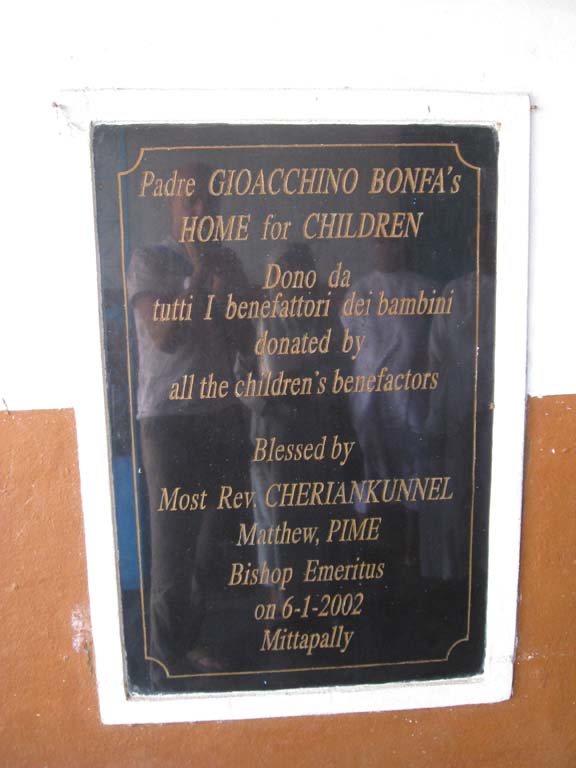 Padre GIOACCHINO BONFA's
HOME for CHILDREN
Dono da
tutti I benefattori dei bambini
donated by
all the children's benefactors
Blessed by
Most Rev. CHERIANKUNNEL
Matthew, PIME
Bishop Emeritus
on 6-1-2002
Mittapally